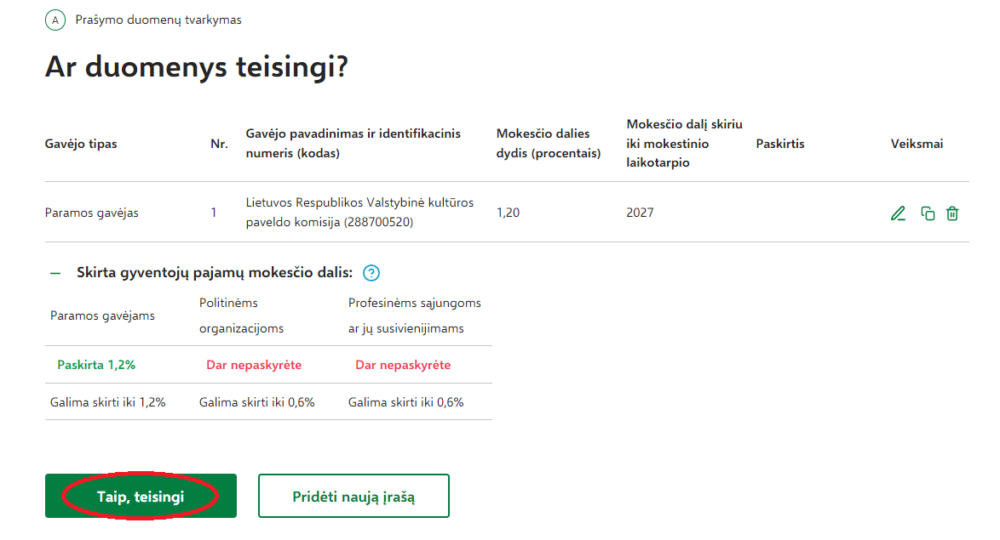 A Prašymo duomenų tvarkymas
Ar duomenys teisingi?
Gavėjo tipas Nr. Gavėjo pavadinimas ir identifikacinis numeris (kodas) Mokesčio dalies dydis (procentais) Mokesčio dalį skiriu iki mokestinio laikotarpio Paskirtis Veiksmai
Paramos gavėjas 1 Lietuvos Respublikos Valstybinė kultūros paveldo komisija (288700520) 1,20 2027
Skirta gyventojų pajamų mokesčio dalis: ?
Paramos gavėjams Politinėms organizacijoms Profesinėms sąjungoms ar jų susivienijimams
Paskirta 1,2% Dar nepaskyrėte Dar nepaskyrėte
Galima skirti iki 1,2% Galima skirti iki 0,6% Galima skirti iki 0,6%
Taip, teisingi Pridėti naują įrašą